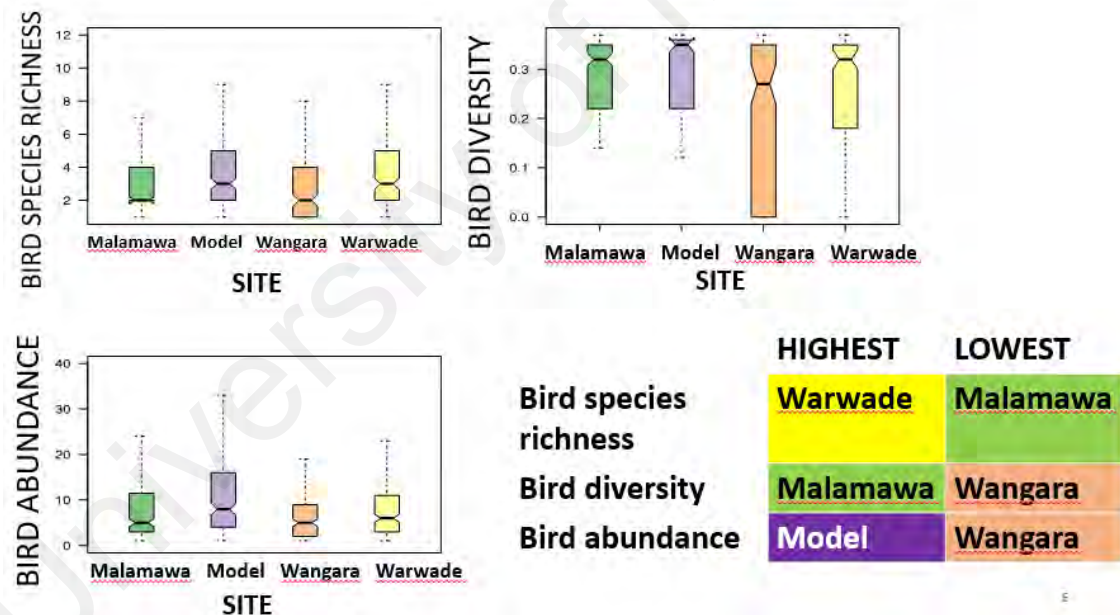 BIRD SPECIES RICHNESS
12
10
8
6
4
2
Malamawa Model Wangara Warwade
SITE
BIRD DIVERSITY
0.3
0.2
0.1
0.0
Malamawa Model Wangara Warwade
SITE
BIRD ABUNDANCE
40
30
20
10
0
Malamawa Model Wangara Warwade
SITE
HIGHEST LOWEST
Bird species richness Warwade Malamawa
Bird diversity Malamawa Wangara
Bird abundance Model Wangara
University of